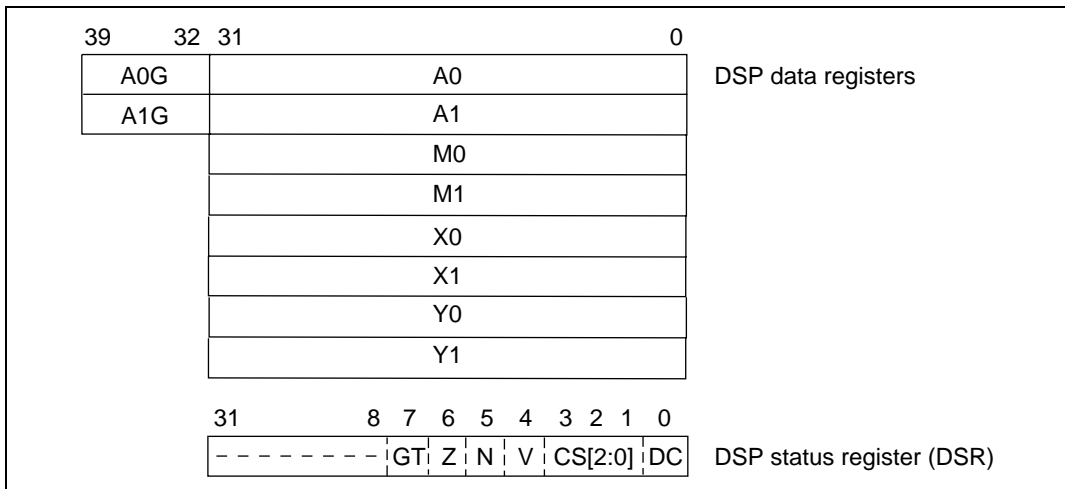 39 32 31 0
A0G A0 DSP data registers
A1G A1
M0
M1
X0
X1
Y0
Y1
31 8 7 6 5 4 3 2 1 0
GT Z N V CS[2:0] DC DSP status register (DSR)